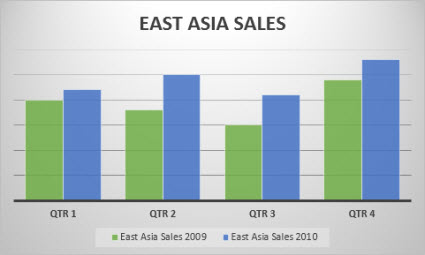 EAST ASIA SALES
QTR 1 QTR 2 QTR 3 QTR 4
East Asia Sales 2009 East Asia Sales 2010